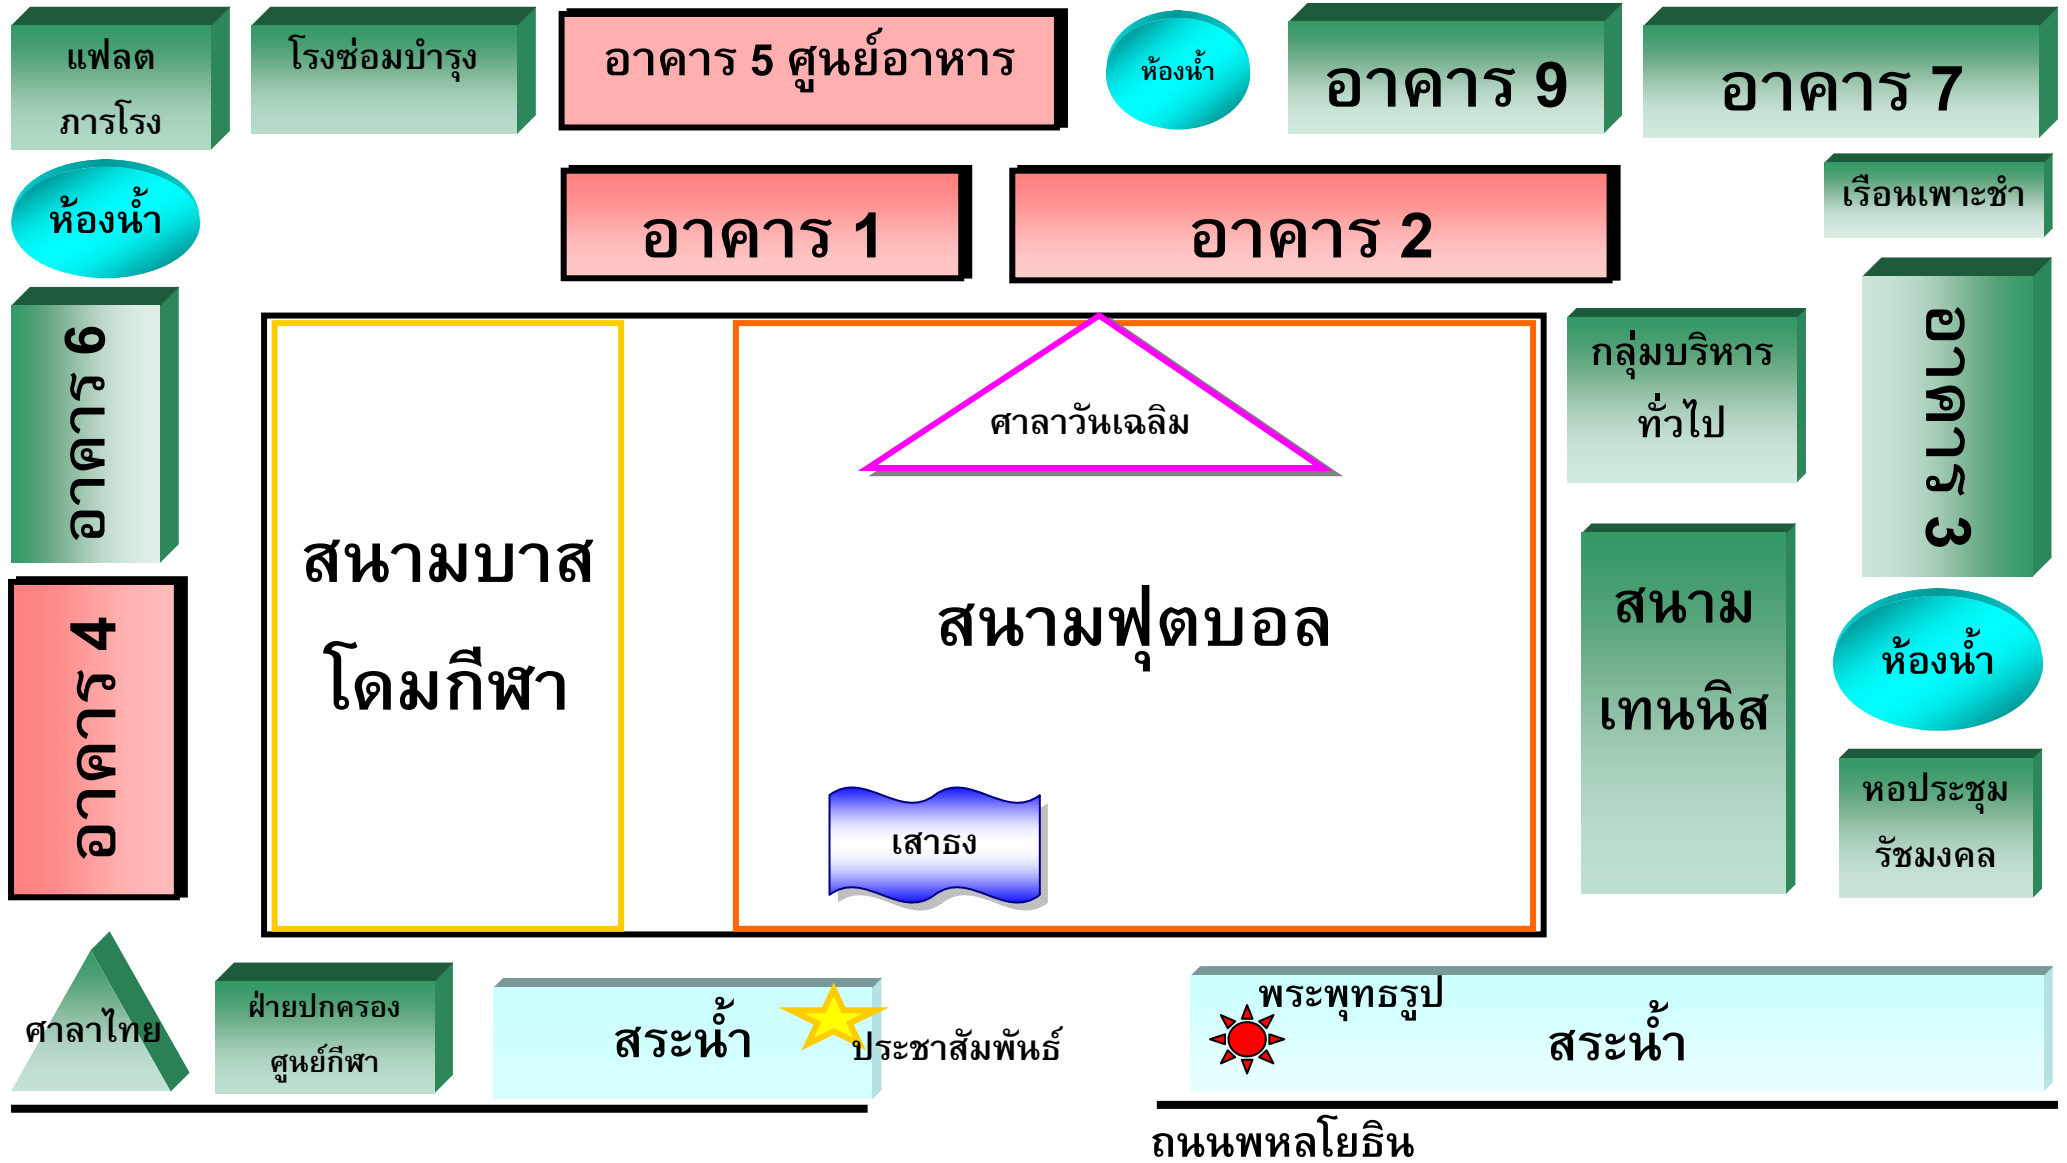 แฟลต
ภารโรง
โรงซ่อมบำรุง
อาคาร 5 ศูนย์อาหาร
ห้องน้ำ
อาคาร 9
อาคาร 7
ห้องน้ำ
อาคาร 1
อาคาร 2
เรือนเพาะชำ
อาคาร 6
ศาลาวันเฉลิม
กลุ่มบริหาร
ทั่วไป
อาคาร 3
สนามบาส
โดมกีฬา
สนามฟุตบอล
สนาม
เทนนิส
ห้องน้ำ
อาคาร 4
เสาธง
หอประชุม
รัชมงคล
ศาลาไทย
ฝ่ายปกครอง
ศูนย์กีฬา
สระน้ำ
ประชาสัมพันธ์
พระพุทธรูป
สระน้ำ
ถนนพหลโยธิน